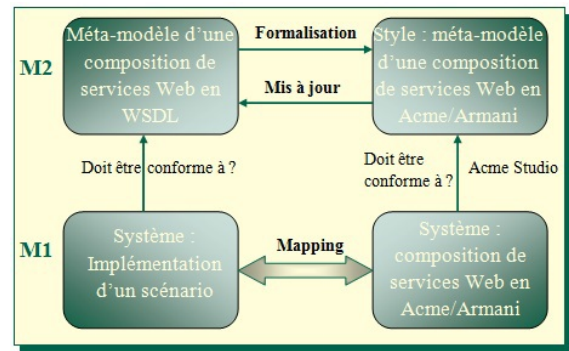 M2
Méta-modèle d'une
composition de
services Web en
WSDL
Formalisation
Mis à jour
Style : méta-modèle
d'une composition
de services Web en
Acme/Armani
Doit être conforme à ?
Doit être
conforme à ?
Acme Studio
M1
Système :
Implémentation
d'un scénario
Mapping
Système :
composition de
services Web en
Acme/Armani